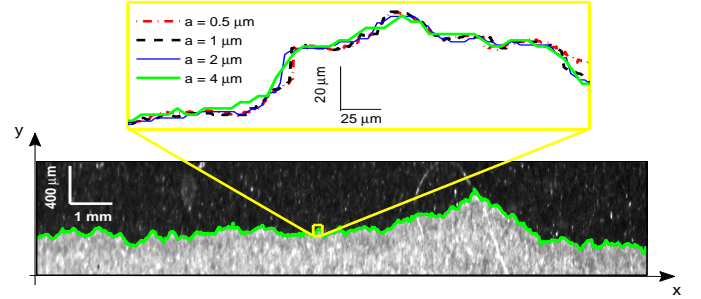 a = 0.5 μm
a = 1 μm
a = 2 μm
a = 4 μm
20 μm
25 μm
y
400 μm
1 mm
x